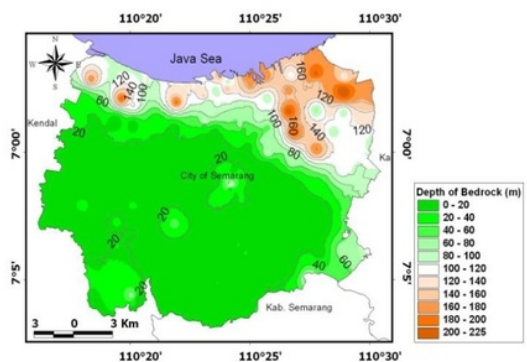 110°20' 110°25' 110°30'
N
W E
S
Java Sea
120
140
100
60
160
160
120
140
120
100
80
Kendal
20
7°00'
7°00'
Ka
20
City of Semarang
20
20
40
60
7°5'
7°5'
Kab. Semarang
3 0 3 Km
110°20' 110°25' 110°30'
Depth of Bedrock (m)
0 - 20
20 - 40
40 - 60
60 - 80
80 - 100
100 - 120
120 - 140
140 - 160
160 - 180
180 - 200
200 - 225